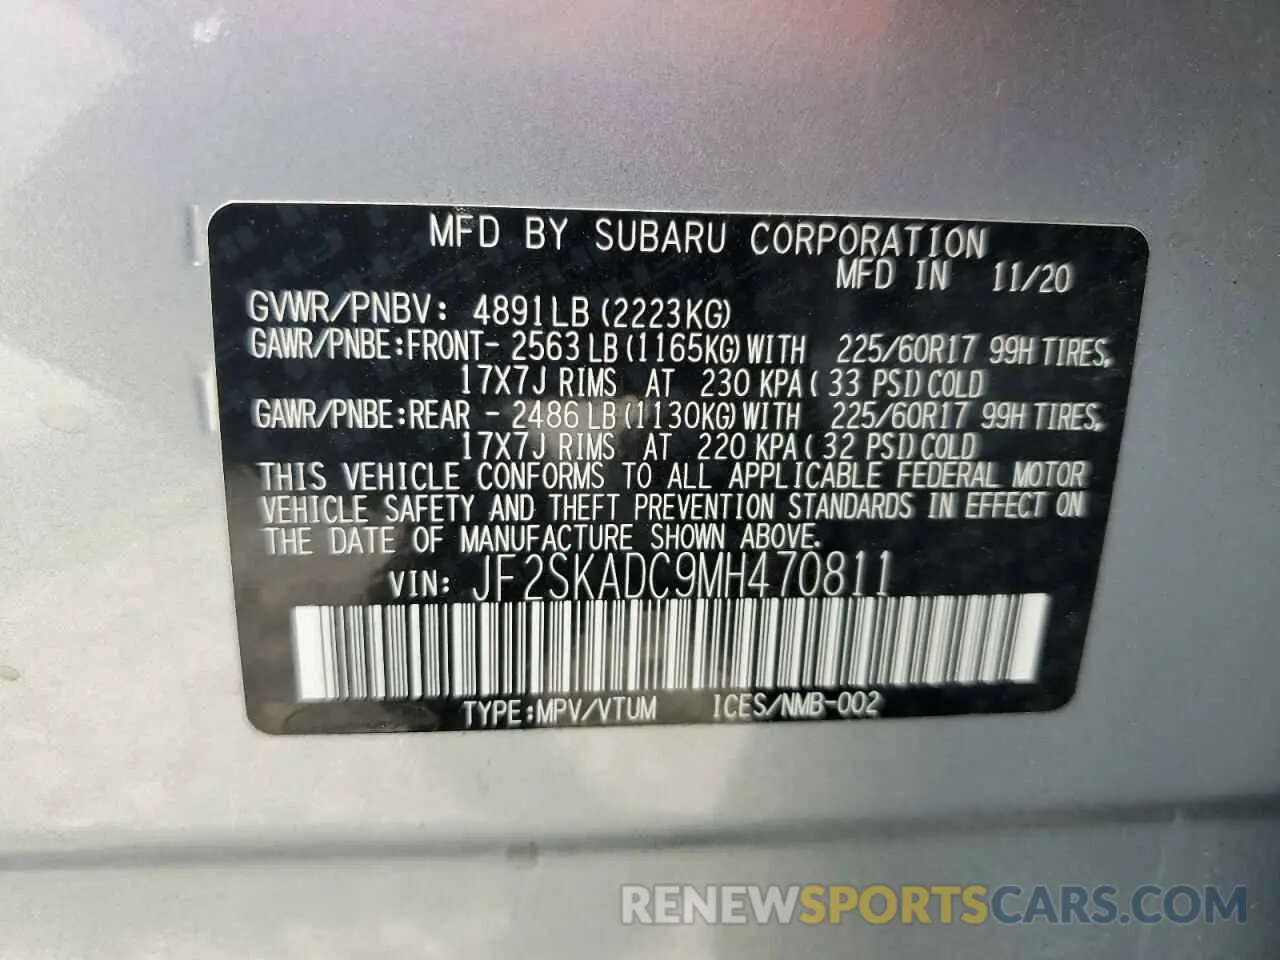 MFD BY SUBARU CORPORATION
MFD IN 11/20
GVWR/PNBV: 4891LB (2223KG)
GAWR/PNBE:FRONT- 2563LB(1165KG)WITH 225/60R17 99H TIRES,
17X7J RIMS AT 230 KPA( 33 PSI)COLD
GAWR/PNBE:REAR - 2486LB(1130KG)WITH 225/60R17 99H TIRES,
17X7J RIMS AT 220 KPA( 32 PSI)COLD
THIS VEHICLE CONFORMS TO ALL APPLICABLE FEDERAL MOTOR
VEHICLE SAFETY AND THEFT PREVENTION STANDARDS IN EFFECT ON
THE DATE OF MANUFACTURE SHOWN ABOVE.
VIN: JF2SKADC9MH470811
TYPE:MPV/VTUM ICES/NMB-002
RENEWSPORTSCARS.COM